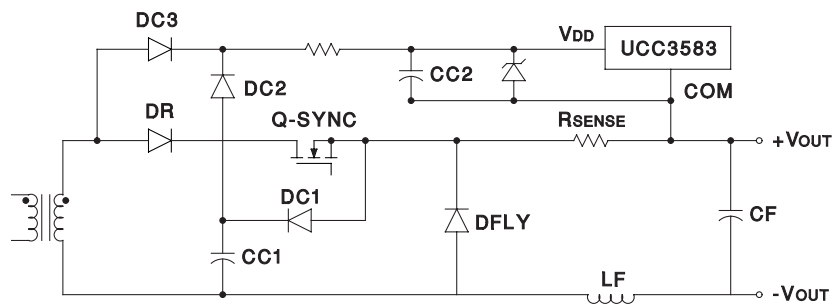 DC3
VDD
UCC3583
DC2
CC2
COM
DR
Q-SYNC
RSENSE
+VOUT
DC1
DFLY
CF
CC1
LF
-VOUT